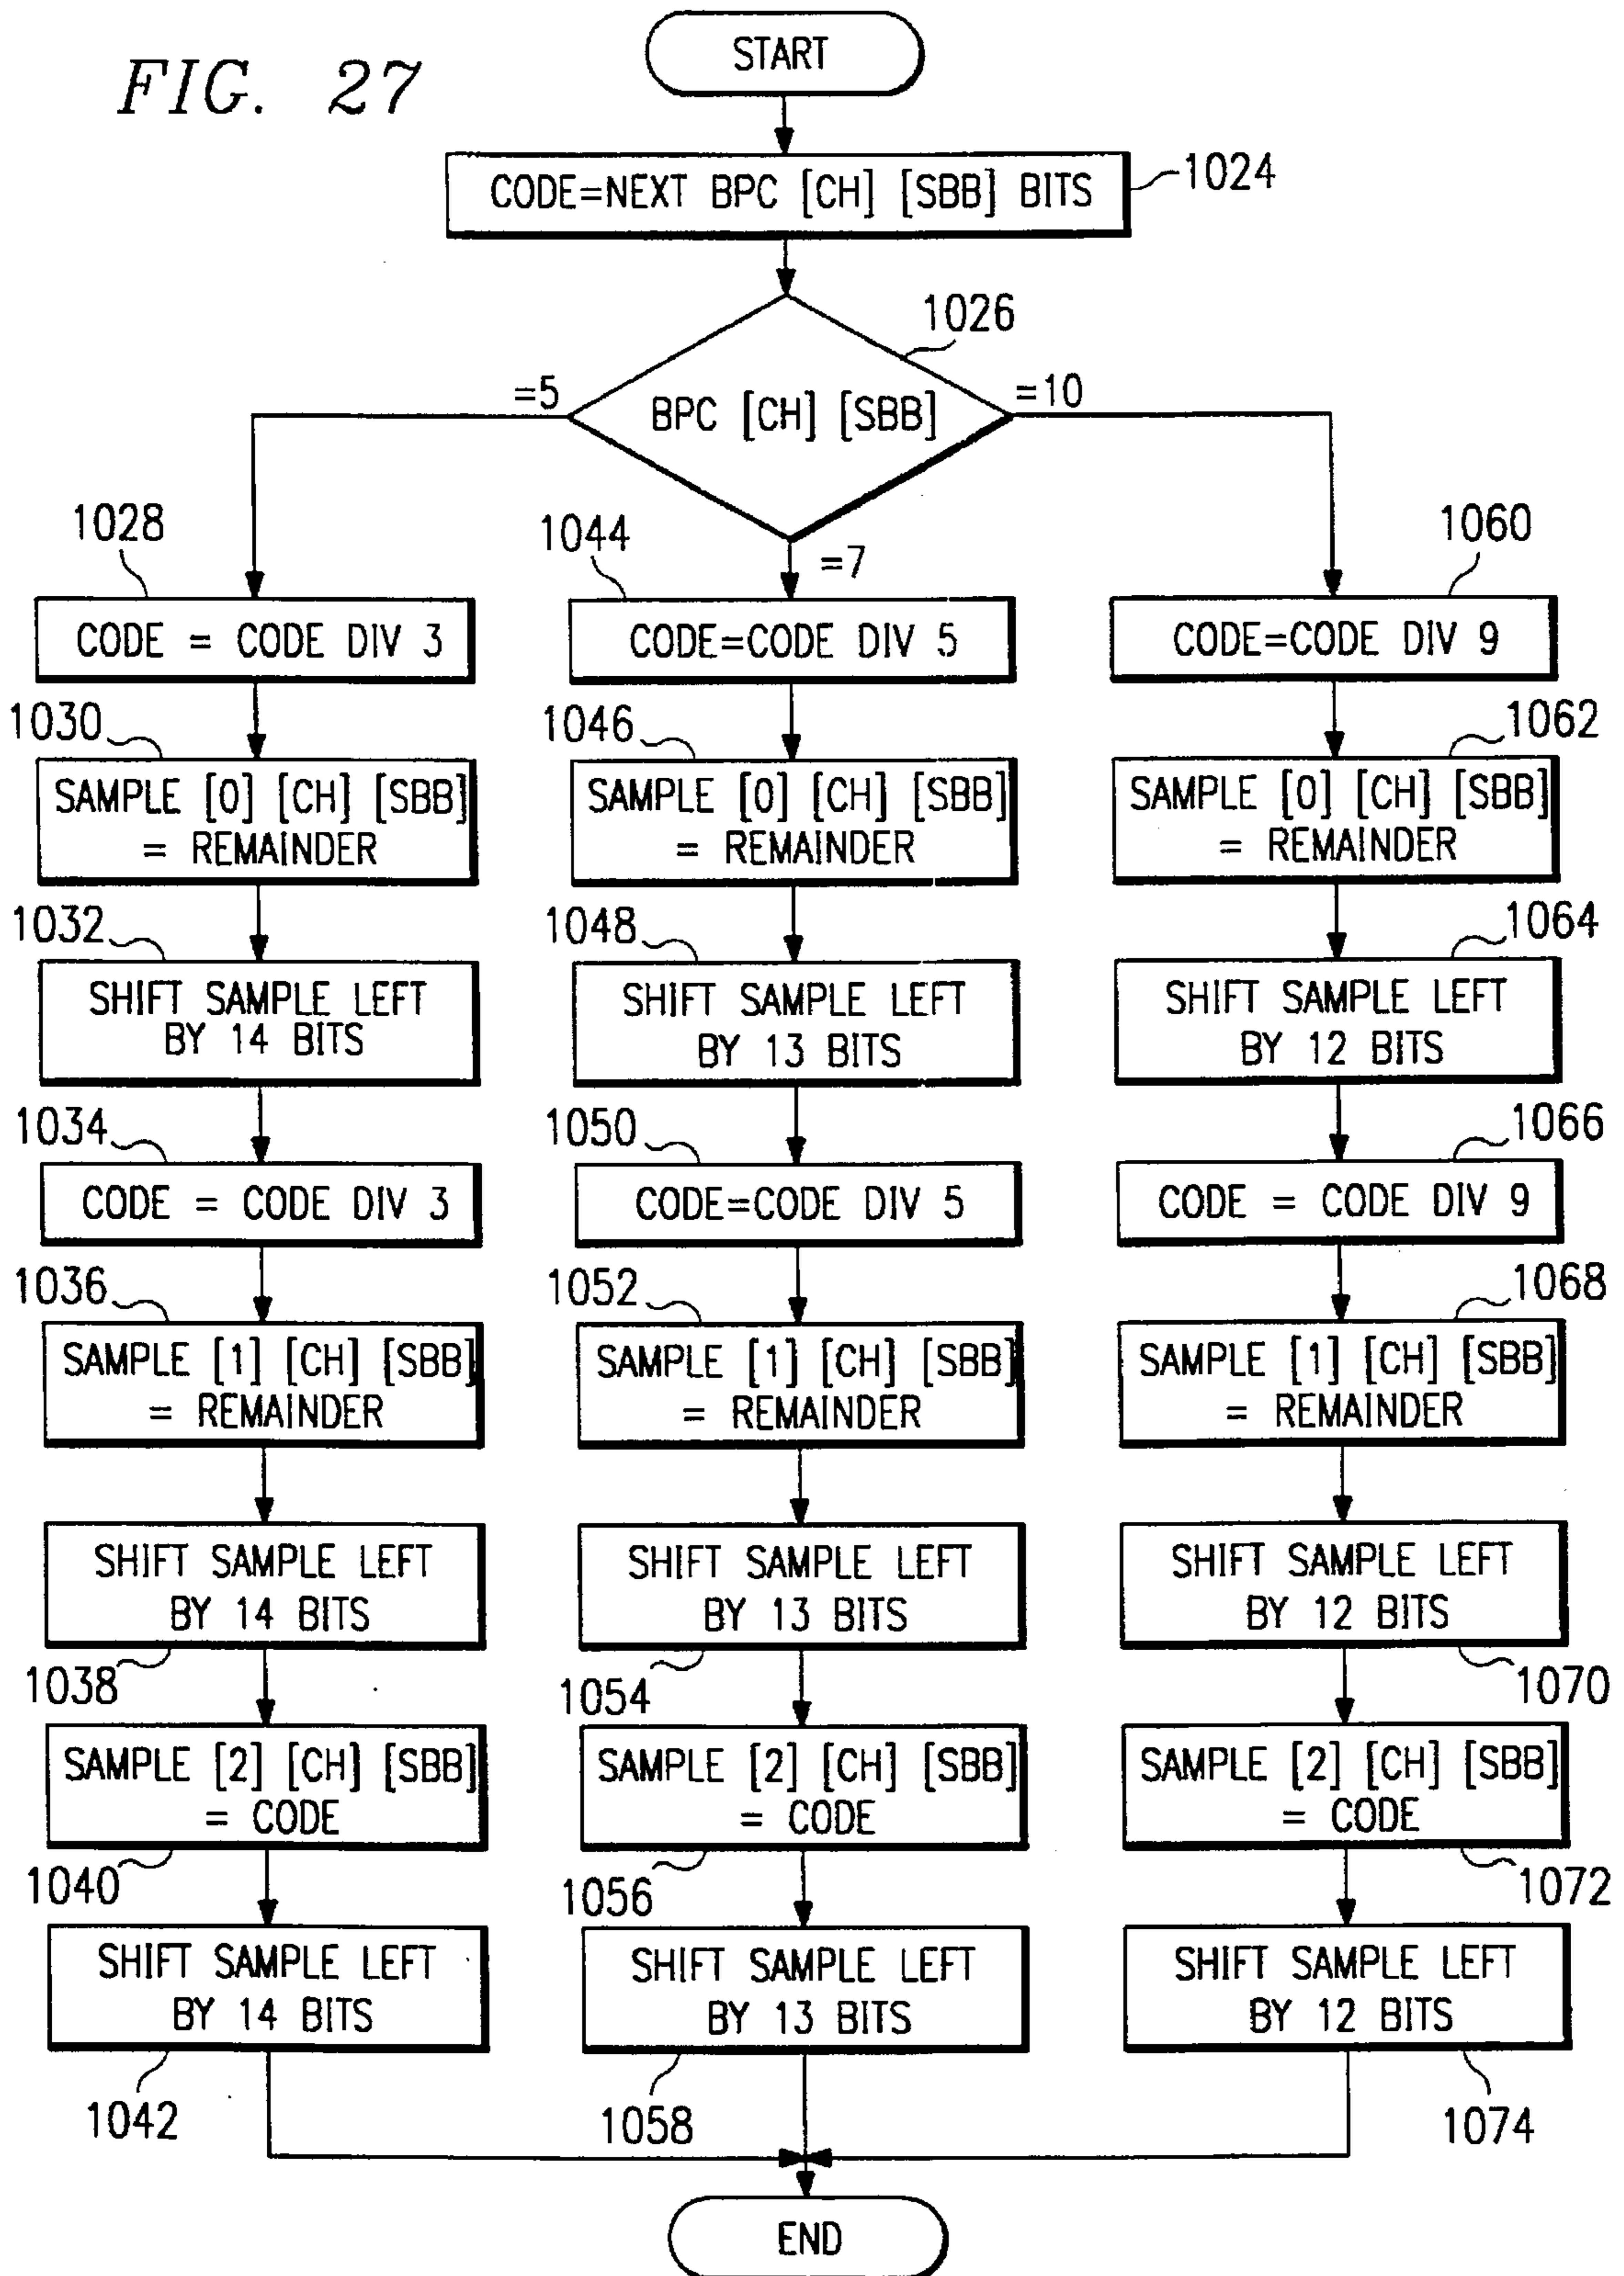 FIG. 27
START
CODE=NEXT BPC [CH] [SBB] BITS
1024
1026
BPC [CH] [SBB]
=5
=10
=7
1028
CODE = CODE DIV 3
1030
SAMPLE [0] [CH] [SBB]
= REMAINDER
1032
SHIFT SAMPLE LEFT
BY 14 BITS
1034
CODE = CODE DIV 3
1036
SAMPLE [1] [CH] [SBB]
= REMAINDER
SHIFT SAMPLE LEFT
BY 14 BITS
1038
SAMPLE [2] [CH] [SBB]
= CODE
1040
SHIFT SAMPLE LEFT
BY 14 BITS
1042
1044
CODE=CODE DIV 5
1046
SAMPLE [0] [CH] [SBB]
= REMAINDER
1048
SHIFT SAMPLE LEFT
BY 13 BITS
1050
CODE=CODE DIV 5
1052
SAMPLE [1] [CH] [SBB]
= REMAINDER
SHIFT SAMPLE LEFT
BY 13 BITS
1054
SAMPLE [2] [CH] [SBB]
= CODE
1056
SHIFT SAMPLE LEFT
BY 13 BITS
1058
1060
CODE=CODE DIV 9
1062
SAMPLE [0] [CH] [SBB]
= REMAINDER
1064
SHIFT SAMPLE LEFT
BY 12 BITS
1066
CODE = CODE DIV 9
1068
SAMPLE [1] [CH] [SBB]
= REMAINDER
SHIFT SAMPLE LEFT
BY 12 BITS
1070
SAMPLE [2] [CH] [SBB]
= CODE
1072
SHIFT SAMPLE LEFT
BY 12 BITS
1074
END